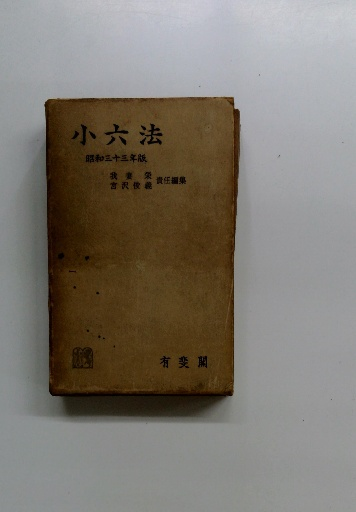 小六法
昭和三十三年版
我妻 栄
宮沢俊義
責任編集
有斐閣